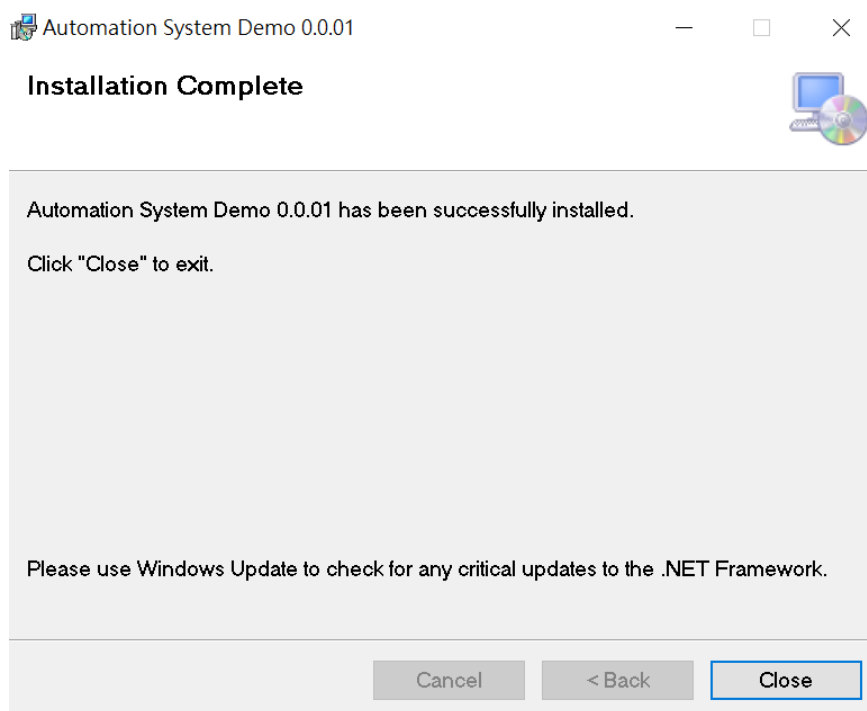 Automation System Demo 0.0.01
Installation Complete
Automation System Demo 0.0.01 has been successfully installed.
Click "Close" to exit.
Please use Windows Update to check for any critical updates to the .NET Framework.
Cancel
< Back
Close